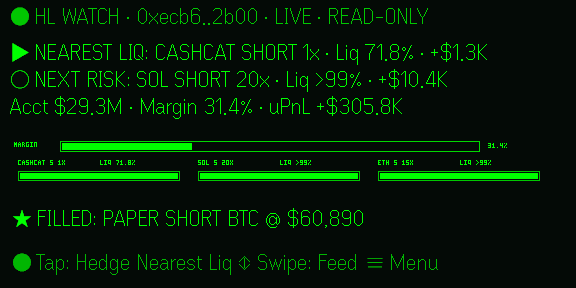 ● HL WATCH · 0xecb6..2b00 · LIVE · READ-ONLY
▶ NEAREST LIQ: CASHCAT SHORT 1x · Liq 71.8% · +$1.3K
○ NEXT RISK: SOL SHORT 20x · Liq >99% · +$10.4K
Acct $29.3M · Margin 31.4% · uPnL +$305.8K
MARGIN 31.4%
CASHCAT S 1X LIQ 71.8% SOL S 20X LIQ >99% ETH S 15X LIQ >99%
★ FILLED: PAPER SHORT BTC @ $60,890
● Tap: Hedge Nearest Liq ↕ Swipe: Feed ≡ Menu